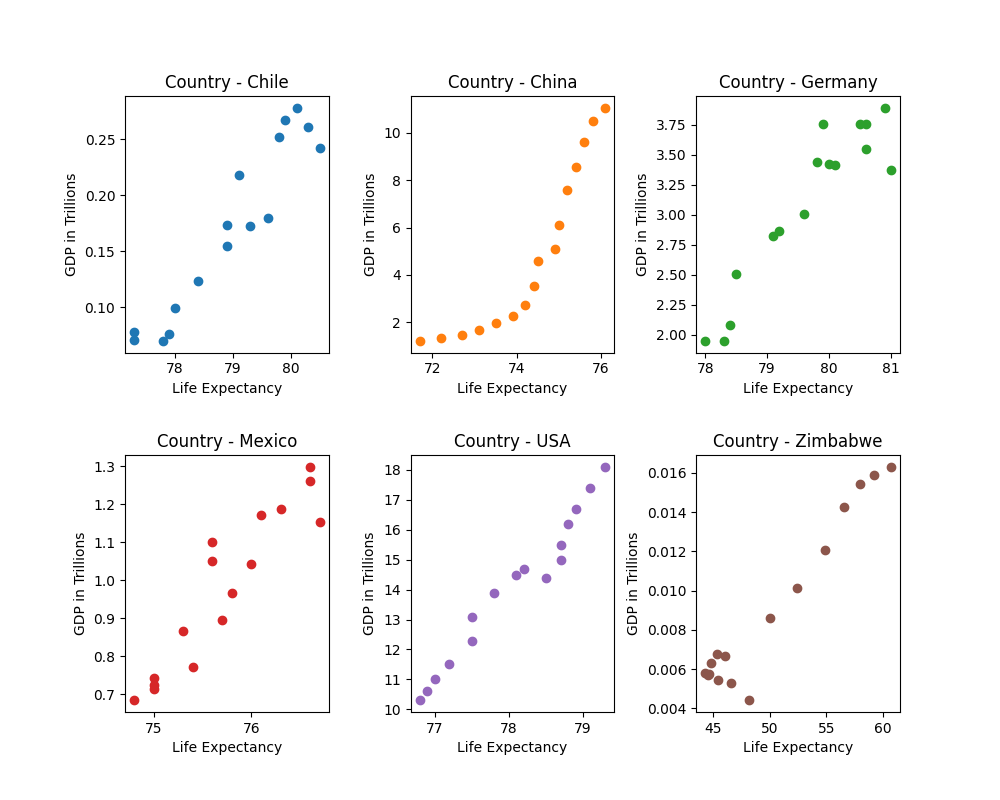 Country - Chile
GDP in Trillions
0.25
0.20
0.15
0.10
78 79 80
Life Expectancy
Country - China
GDP in Trillions
10
8
6
4
2
72 74 76
Life Expectancy
Country - Germany
GDP in Trillions
3.75
3.50
3.25
3.00
2.75
2.50
2.25
2.00
78 79 80 81
Life Expectancy
Country - Mexico
GDP in Trillions
1.3
1.2
1.1
1.0
0.9
0.8
0.7
75 76
Life Expectancy
Country - USA
GDP in Trillions
18
17
16
15
14
13
12
11
10
77 78 79
Life Expectancy
Country - Zimbabwe
GDP in Trillions
0.016
0.014
0.012
0.010
0.008
0.006
0.004
45 50 55 60
Life Expectancy